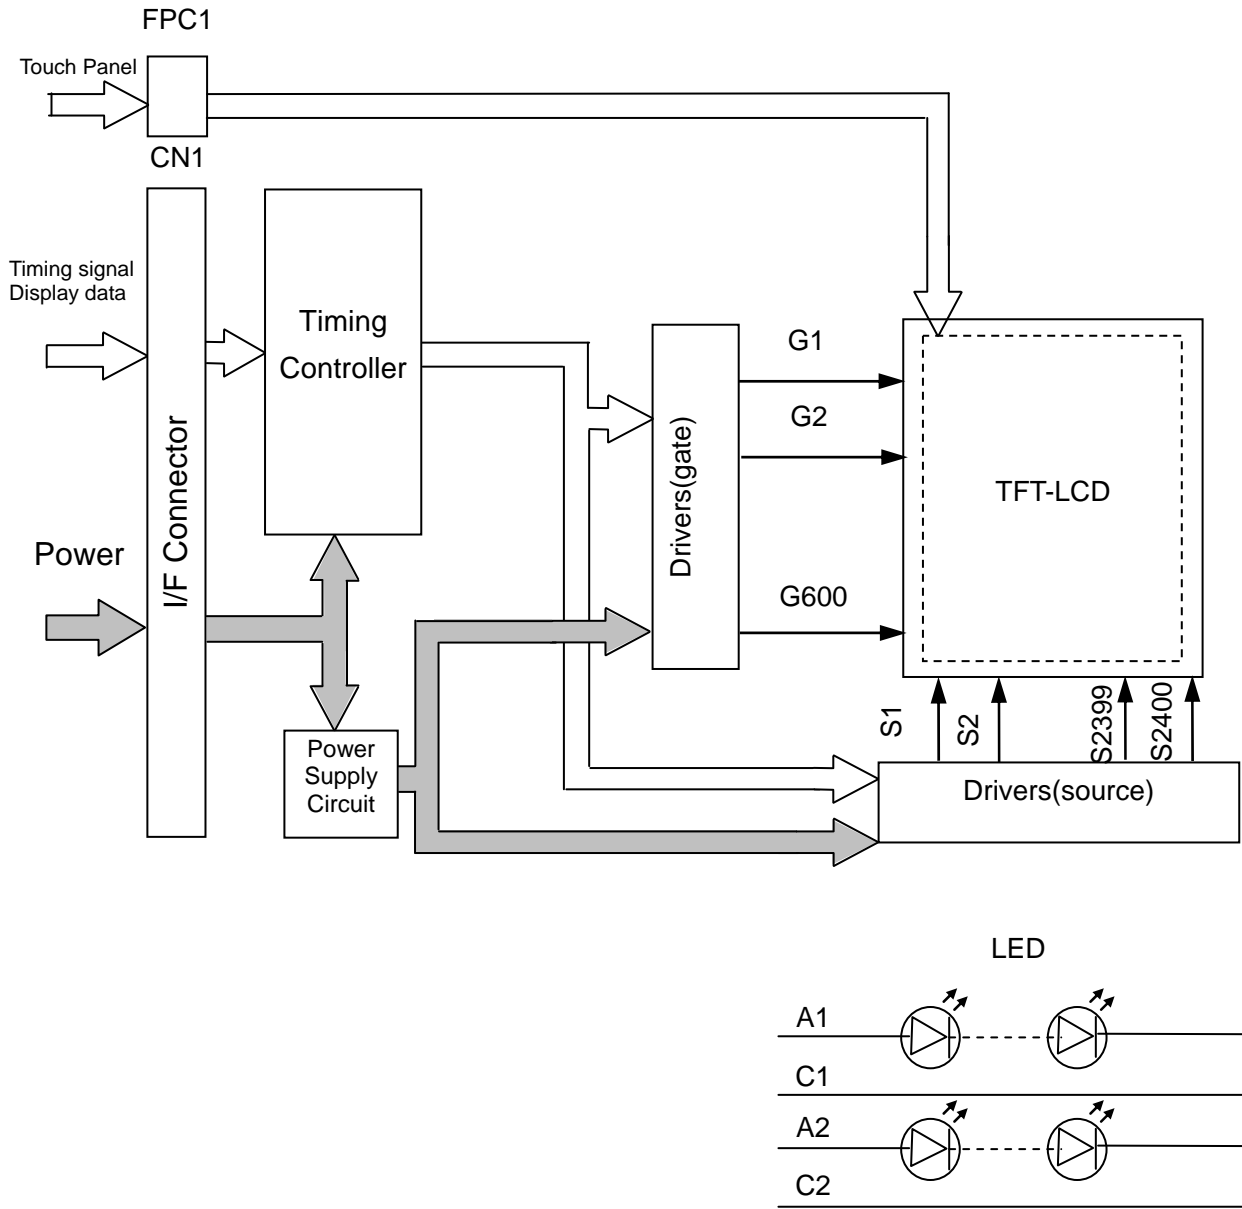 FPC1
Touch Panel
CN1
Timing signal
Display data
Timing
Controller
I/F Connector
Power
Power
Supply
Circuit
Drivers(gate)
G1
G2
G600
TFT-LCD
S1
S2
S2399
S2400
Drivers(source)
LED
A1
C1
A2
C2